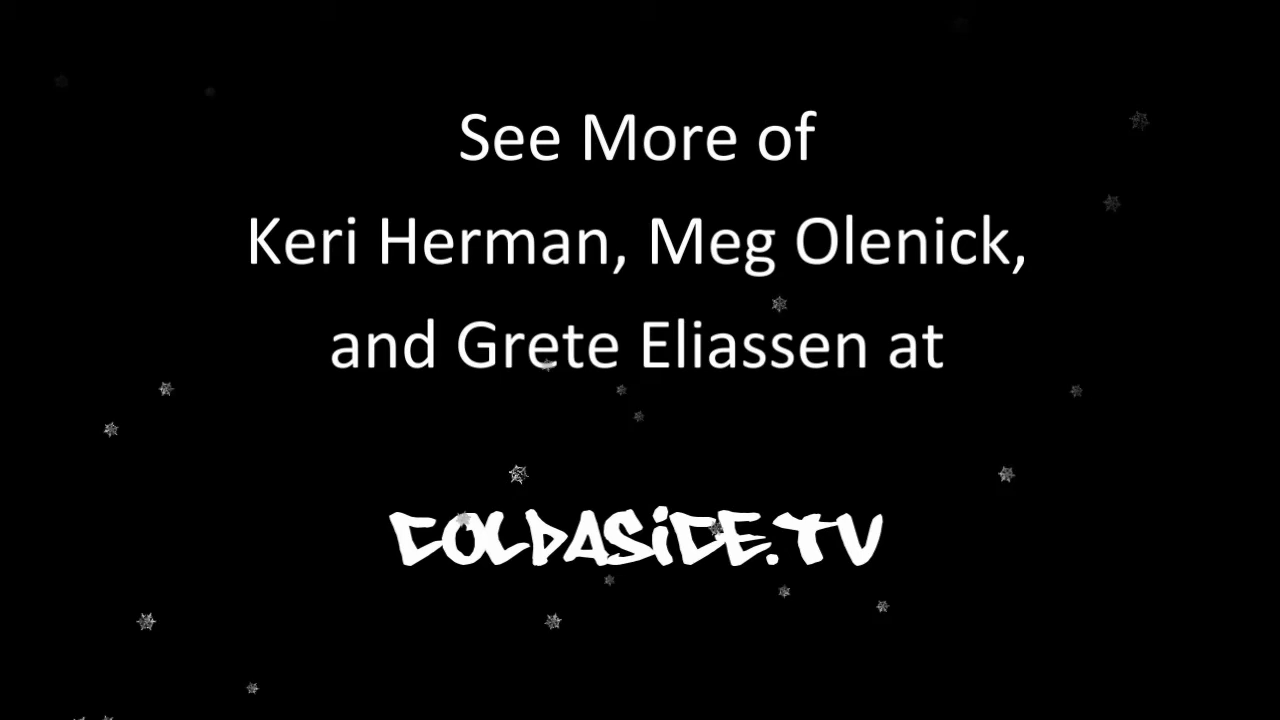 See More of
Keri Herman, Meg Olenick,
and Grete Eliassen at
COLDASIDE.TV